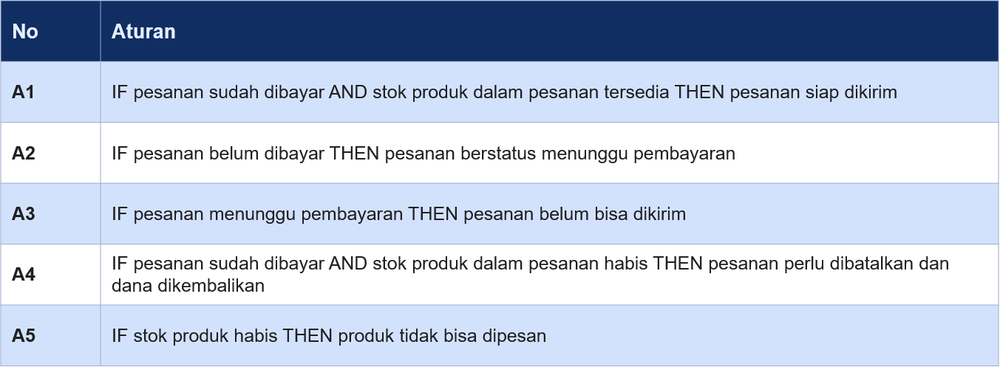 No Aturan
A1 IF pesanan sudah dibayar AND stok produk dalam pesanan tersedia THEN pesanan siap dikirim
A2 IF pesanan belum dibayar THEN pesanan berstatus menunggu pembayaran
A3 IF pesanan menunggu pembayaran THEN pesanan belum bisa dikirim
A4 IF pesanan sudah dibayar AND stok produk dalam pesanan habis THEN pesanan perlu dibatalkan dan
dana dikembalikan
A5 IF stok produk habis THEN produk tidak bisa dipesan